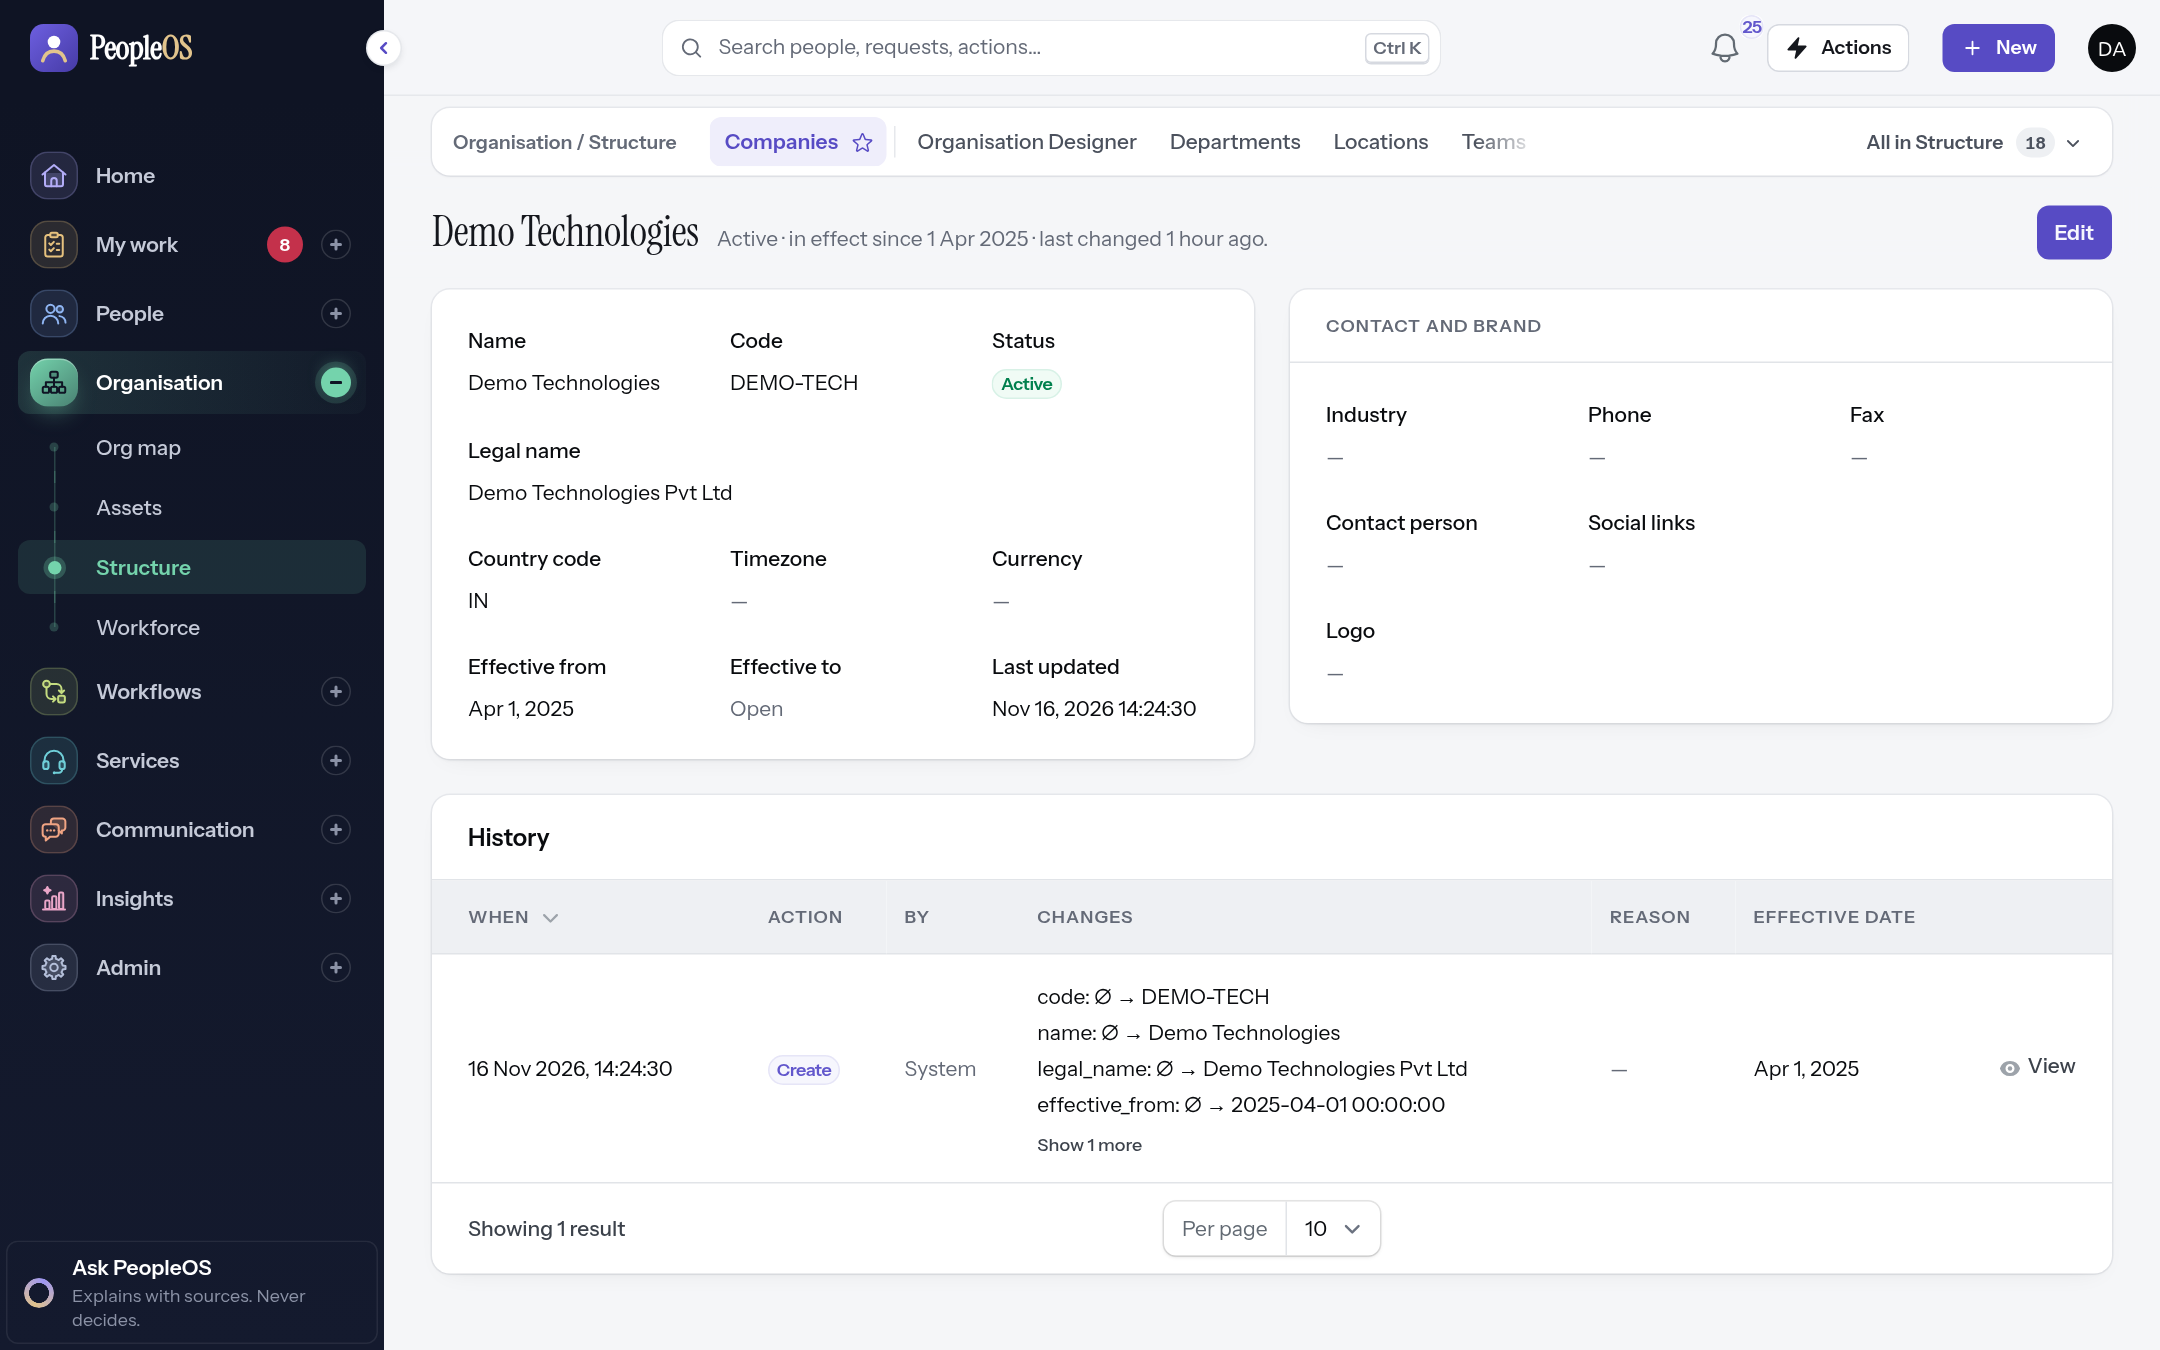 PeopleOS
Search people, requests, actions...
Ctrl K
25
Actions
New
DA
Home
My work
8
People
Organisation
Org map
Assets
Structure
Workforce
Workflows
Services
Communication
Insights
Admin
Ask PeopleOS
Explains with sources. Never
decides.
Organisation / Structure
Companies
Organisation Designer
Departments
Locations
Teams
All in Structure
18
Demo Technologies
Active · in effect since 1 Apr 2025 · last changed 1 hour ago.
Edit
Name
Code
Status
Demo Technologies
DEMO-TECH
Active
Legal name
Demo Technologies Pvt Ltd
Country code
Timezone
Currency
IN
—
—
Effective from
Effective to
Last updated
Apr 1, 2025
Open
Nov 16, 2026 14:24:30
CONTACT AND BRAND
Industry
Phone
Fax
—
—
—
Contact person
Social links
—
—
Logo
—
History
WHEN
ACTION
BY
CHANGES
REASON
EFFECTIVE DATE
16 Nov 2026, 14:24:30
Create
System
code: ∅ → DEMO-TECH
name: ∅ → Demo Technologies
legal_name: ∅ → Demo Technologies Pvt Ltd
effective_from: ∅ → 2025-04-01 00:00:00
Show 1 more
—
Apr 1, 2025
View
Showing 1 result
Per page
10